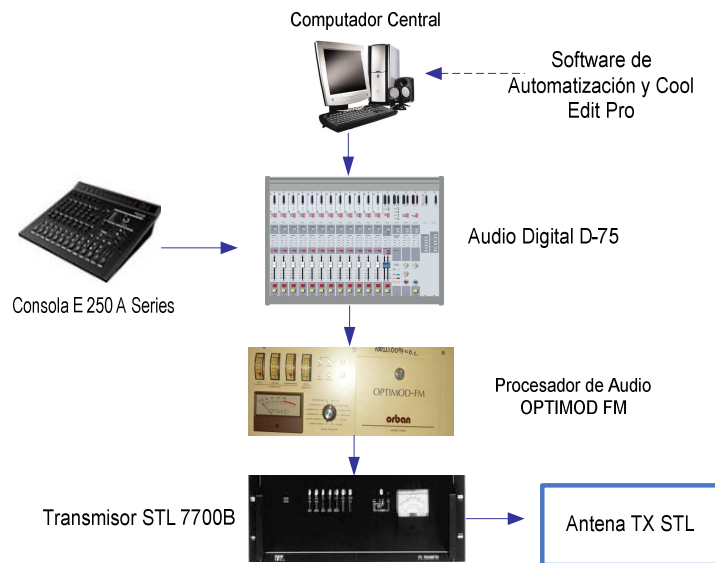 Computador Central
Software de
Automatización y Cool
Edit Pro
Audio Digital D-75
Consola E 250 A Series
OPTIMOD-FM
orban
Procesador de Audio
OPTIMOD FM
Transmisor STL 7700B
Antena TX STL